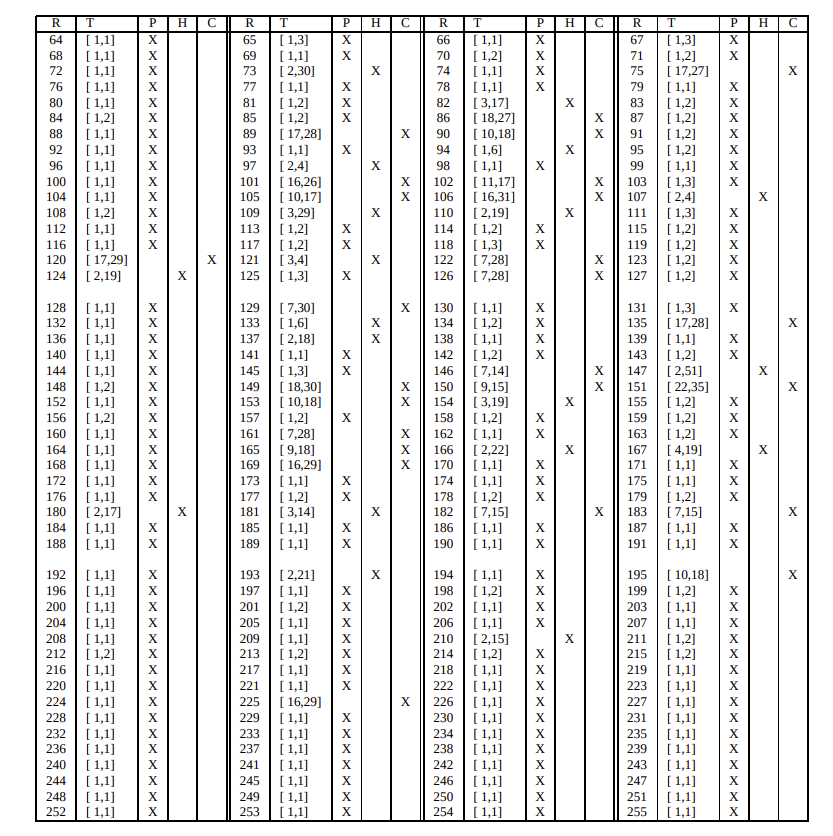 R T P H C R T P H C R T P H C R T P H C
64 [ 1,1] X 65 [ 1,3] X 66 [ 1,1] X 67 [ 1,3] X
68 [ 1,1] X 69 [ 1,1] X 70 [ 1,2] X 71 [ 1,2] X
72 [ 1,1] X 73 [ 2,30] X 74 [ 1,1] X 75 [ 17,27] X
76 [ 1,1] X 77 [ 1,1] X 78 [ 1,1] X 79 [ 1,1] X
80 [ 1,1] X 81 [ 1,2] X 82 [ 3,17] X 83 [ 1,2] X
84 [ 1,2] X 85 [ 1,2] X 86 [ 18,27] X 87 [ 1,2] X
88 [ 1,1] X 89 [ 17,28] X 90 [ 10,18] X 91 [ 1,2] X
92 [ 1,1] X 93 [ 1,1] X 94 [ 1,6] X 95 [ 1,2] X
96 [ 1,1] X 97 [ 2,4] X 98 [ 1,1] X 99 [ 1,1] X
100 [ 1,1] X 101 [ 16,26] X 102 [ 11,17] X 103 [ 1,3] X
104 [ 1,1] X 105 [ 10,17] X 106 [ 16,31] X 107 [ 2,4] X
108 [ 1,2] X 109 [ 3,29] X 110 [ 2,19] X 111 [ 1,3] X
112 [ 1,1] X 113 [ 1,2] X 114 [ 1,2] X 115 [ 1,2] X
116 [ 1,1] X 117 [ 1,2] X 118 [ 1,3] X 119 [ 1,2] X
120 [ 17,29] X 121 [ 3,4] X 122 [ 7,28] X 123 [ 1,2] X
124 [ 2,19] X 125 [ 1,3] X 126 [ 7,28] X 127 [ 1,2] X
128 [ 1,1] X 129 [ 7,30] X 130 [ 1,1] X 131 [ 1,3] X
132 [ 1,1] X 133 [ 1,6] X 134 [ 1,2] X 135 [ 17,28] X
136 [ 1,1] X 137 [ 2,18] X 138 [ 1,1] X 139 [ 1,1] X
140 [ 1,1] X 141 [ 1,1] X 142 [ 1,2] X 143 [ 1,2] X
144 [ 1,1] X 145 [ 1,3] X 146 [ 7,14] X 147 [ 2,51] X
148 [ 1,2] X 149 [ 18,30] X 150 [ 9,15] X 151 [ 22,35] X
152 [ 1,1] X 153 [ 10,18] X 154 [ 3,19] X 155 [ 1,2] X
156 [ 1,2] X 157 [ 1,2] X 158 [ 1,2] X 159 [ 1,2] X
160 [ 1,1] X 161 [ 7,28] X 162 [ 1,1] X 163 [ 1,2] X
164 [ 1,1] X 165 [ 9,18] X 166 [ 2,22] X 167 [ 4,19] X
168 [ 1,1] X 169 [ 16,29] X 170 [ 1,1] X 171 [ 1,1] X
172 [ 1,1] X 173 [ 1,1] X 174 [ 1,1] X 175 [ 1,1] X
176 [ 1,1] X 177 [ 1,2] X 178 [ 1,2] X 179 [ 1,2] X
180 [ 2,17] X 181 [ 3,14] X 182 [ 7,15] X 183 [ 7,15] X
184 [ 1,1] X 185 [ 1,1] X 186 [ 1,1] X 187 [ 1,1] X
188 [ 1,1] X 189 [ 1,1] X 190 [ 1,1] X 191 [ 1,1] X
192 [ 1,1] X 193 [ 2,21] X 194 [ 1,1] X 195 [ 10,18] X
196 [ 1,1] X 197 [ 1,1] X 198 [ 1,2] X 199 [ 1,2] X
200 [ 1,1] X 201 [ 1,2] X 202 [ 1,1] X 203 [ 1,1] X
204 [ 1,1] X 205 [ 1,1] X 206 [ 1,1] X 207 [ 1,1] X
208 [ 1,1] X 209 [ 1,1] X 210 [ 2,15] X 211 [ 1,2] X
212 [ 1,2] X 213 [ 1,2] X 214 [ 1,2] X 215 [ 1,2] X
216 [ 1,1] X 217 [ 1,1] X 218 [ 1,1] X 219 [ 1,1] X
220 [ 1,1] X 221 [ 1,1] X 222 [ 1,1] X 223 [ 1,1] X
224 [ 1,1] X 225 [ 16,29] X 226 [ 1,1] X 227 [ 1,1] X
228 [ 1,1] X 229 [ 1,1] X 230 [ 1,1] X 231 [ 1,1] X
232 [ 1,1] X 233 [ 1,1] X 234 [ 1,1] X 235 [ 1,1] X
236 [ 1,1] X 237 [ 1,1] X 238 [ 1,1] X 239 [ 1,1] X
240 [ 1,1] X 241 [ 1,1] X 242 [ 1,1] X 243 [ 1,1] X
244 [ 1,1] X 245 [ 1,1] X 246 [ 1,1] X 247 [ 1,1] X
248 [ 1,1] X 249 [ 1,1] X 250 [ 1,1] X 251 [ 1,1] X
252 [ 1,1] X 253 [ 1,1] X 254 [ 1,1] X 255 [ 1,1] X